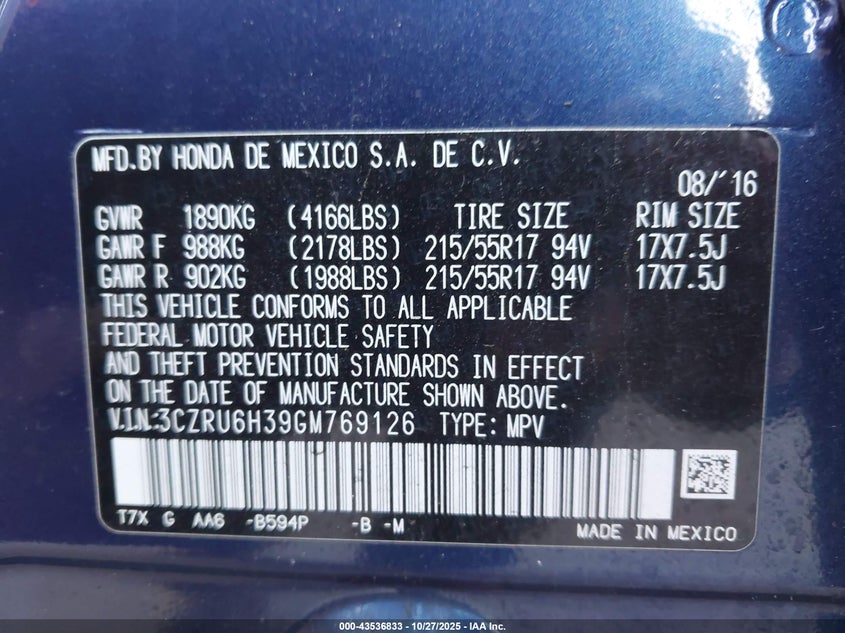 MFD.BY HONDA DE MEXICO S.A. DE C.V.
08/'16
GVWR 1890KG (4166LBS) TIRE SIZE RIM SIZE
GAWR F 988KG (2178LBS) 215/55R17 94V 17X7.5J
GAWR R 902KG (1988LBS) 215/55R17 94V 17X7.5J
THIS VEHICLE CONFORMS TO ALL APPLICABLE
FEDERAL MOTOR VEHICLE SAFETY
AND THEFT PREVENTION STANDARDS IN EFFECT
ON THE DATE OF MANUFACTURE SHOWN ABOVE.
V.I.N:3CZRU6H39GM769126 TYPE: MPV
T7X G AA6 -B594P -B -M
MADE IN MEXICO
000-43536833 | 10/27/2025 | © IAA, Inc.